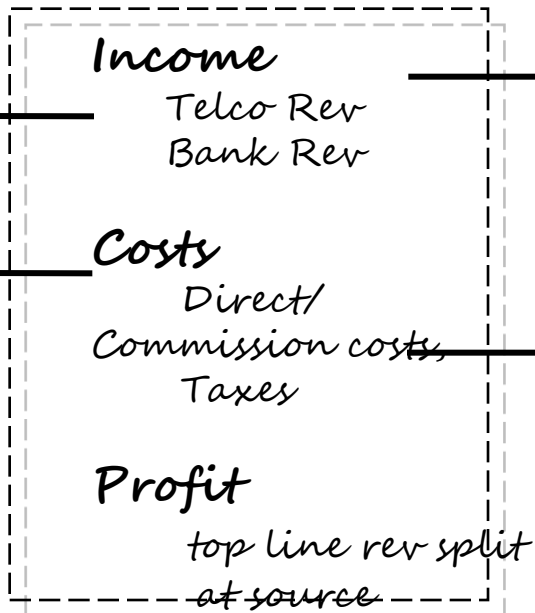 Income
Telco Rev
Bank Rev
Costs
Direct/
Commission costs,
Taxes
Profit
top line rev split
at source